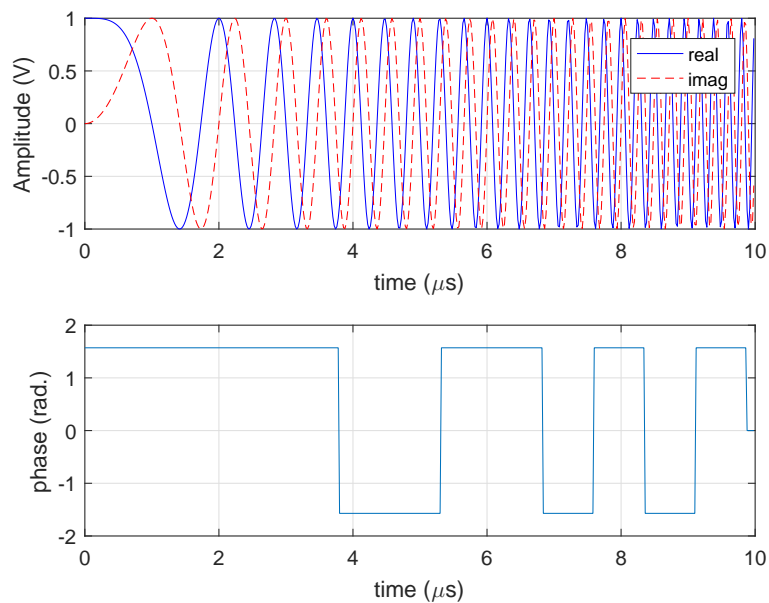 1
0.5
0
-0.5
-1
Amplitude (V)
real
imag
0 2 4 6 8 10
time (μs)
2
1
0
-1
-2
phase (rad.)
0 2 4 6 8 10
time (μs)